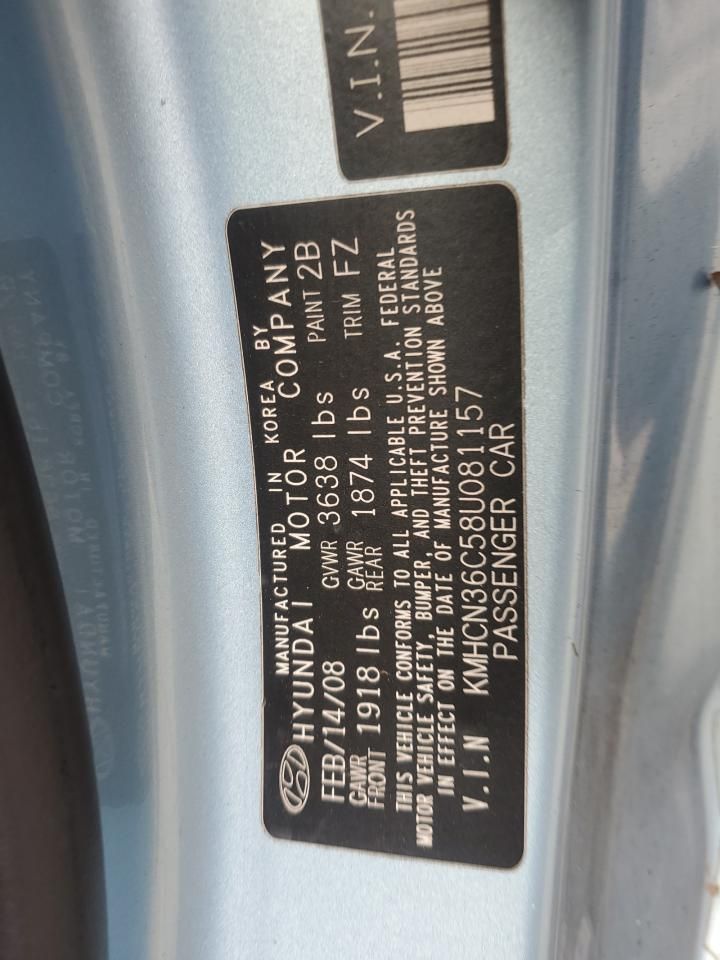 V.I.N.
MANUFACTURED IN KOREA BY
HYUNDAI MOTOR COMPANY
FEB/14/08 GVWR 3638 lbs PAINT 2B
GAWR FRONT 1918 lbs GAWR REAR 1874 lbs TRIM FZ
THIS VEHICLE CONFORMS TO ALL APPLICABLE U.S.A. FEDERAL
MOTOR VEHICLE SAFETY, BUMPER, AND THEFT PREVENTION STANDARDS
IN EFFECT ON THE DATE OF MANUFACTURE SHOWN ABOVE
V.I.N KMHCN36C58U081157
PASSENGER CAR